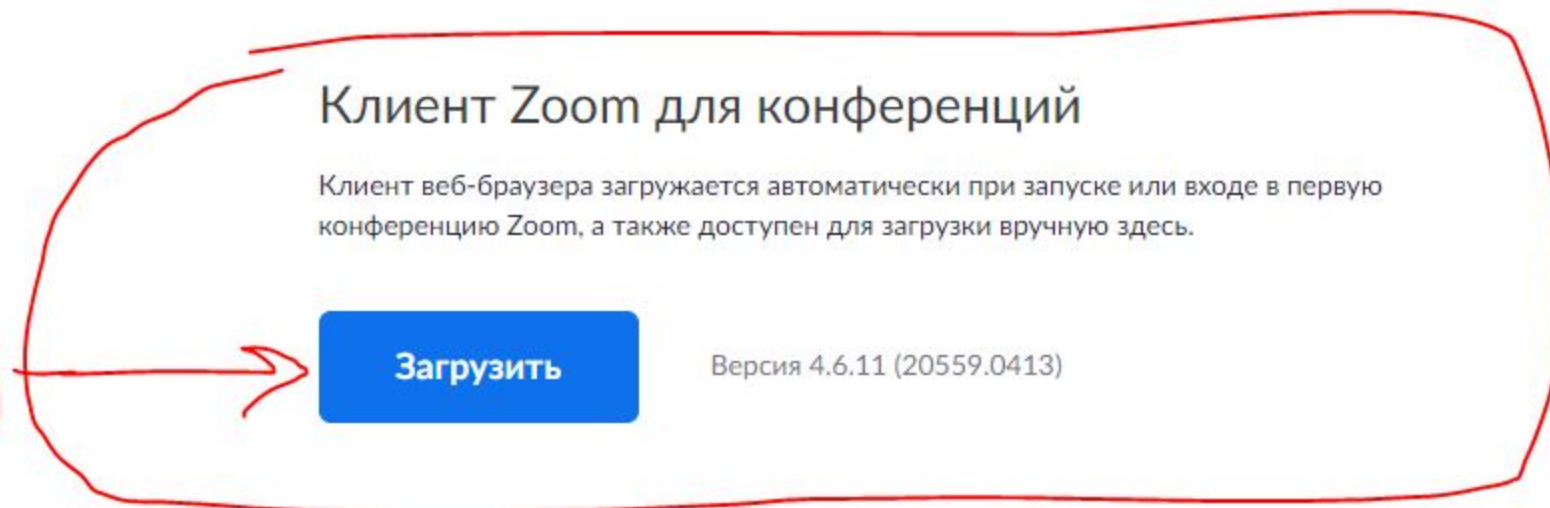 Клиент Zoom для конференций
Клиент веб-браузера загружается автоматически при запуске или входе в первую
конференцию Zoom, а также доступен для загрузки вручную здесь.
Загрузить Версия 4.6.11 (20559.0413)